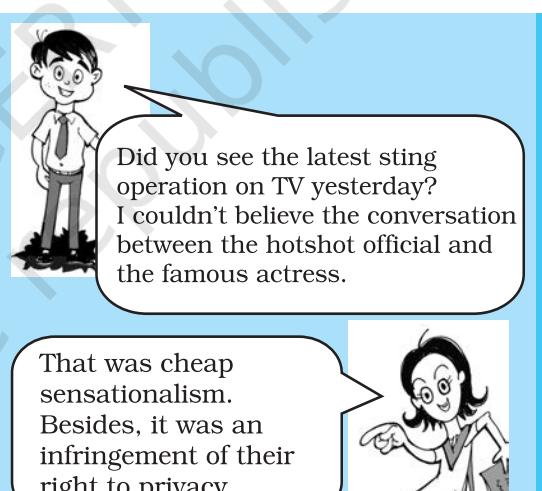 Did you see the latest sting
operation on TV yesterday?
I couldn't believe the conversation
between the hotshot official and
the famous actress.
That was cheap
sensationalism.
Besides, it was an
infringement of their
right to privacy